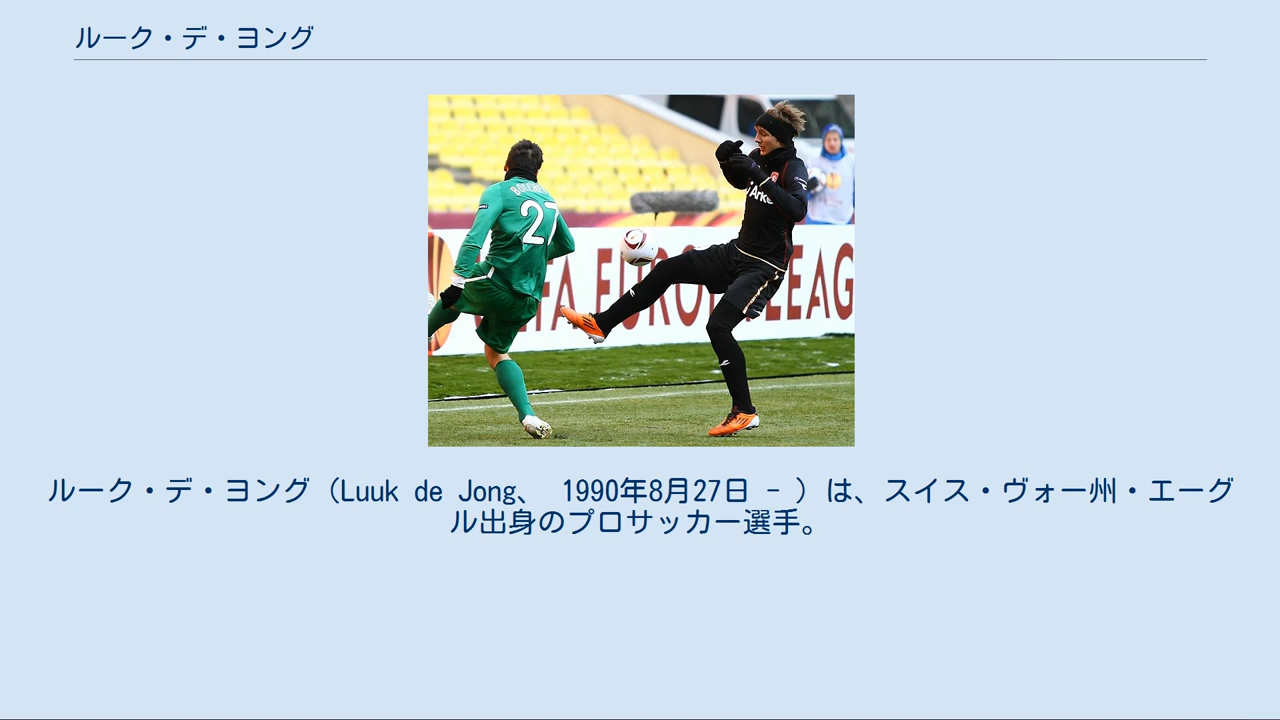 ルーク・デ・ヨング
27
ルーク・デ・ヨング（Luuk de Jong、 1990年8月27日 - ）は、スイス・ヴォー州・エーグ
ル出身のプロサッカー選手。